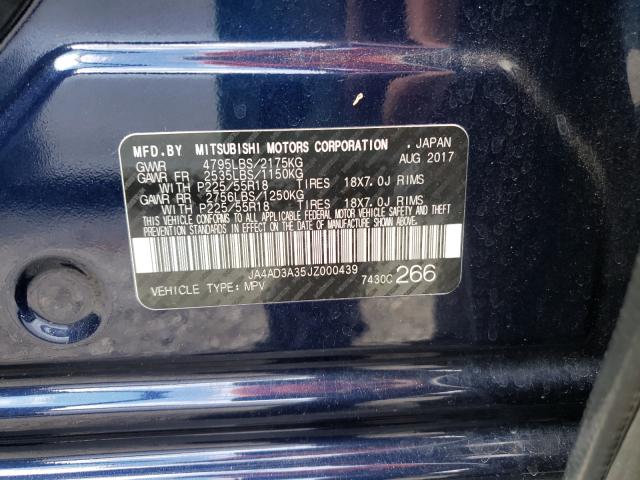 MFD.BY MITSUBISHI MOTORS CORPORATION . JAPAN
GVWR 4795LBS/2175KG AUG 2017
GAWR FR 2535LBS/1150KG
WITH P225/55R18 TIRES 18X7.0J RIMS
GAWR RR 2756LBS/1250KG
WITH P225/55R18 TIRES 18X7.0J RIMS
THIS VEHICLE CONFORMS TO ALL APPLICABLE FEDERAL MOTOR VEHICLE SAFETY AND THEFT
PREVENTION STANDARDS IN EFFECT ON THE DATE OF MANUFACTURE SHOWN ABOVE.
JA4AD3A35JZ000439
VEHICLE TYPE: MPV 7430C 266